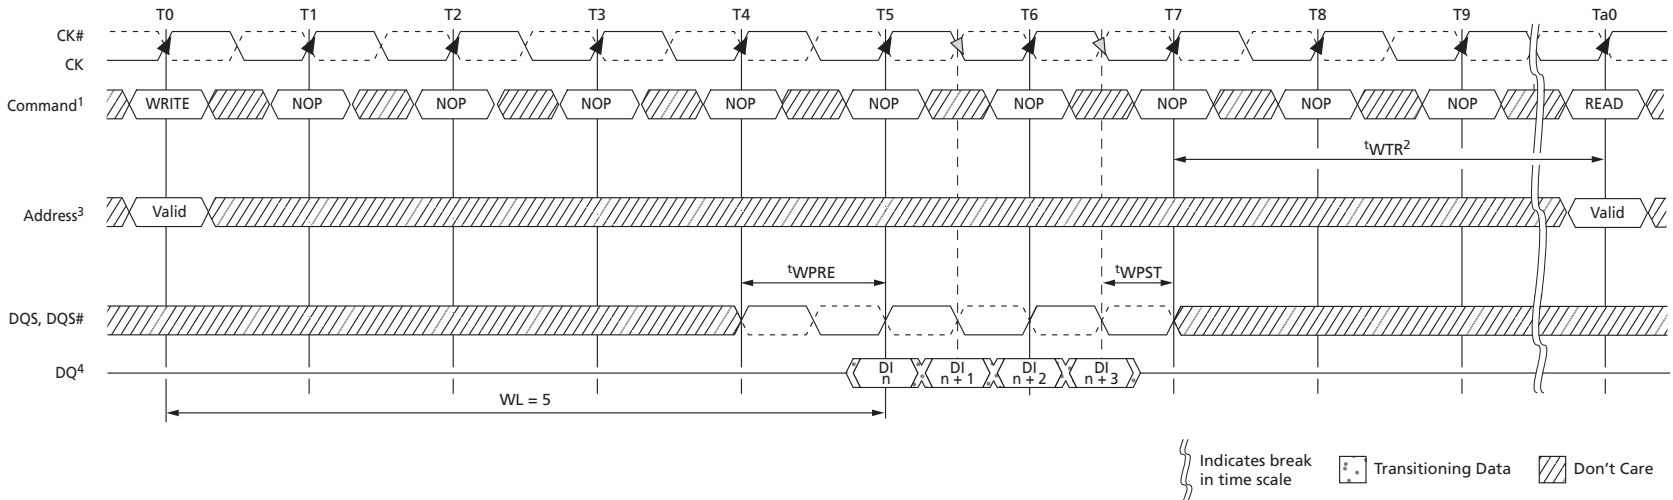 T0 T1 T2 T3 T4 T5 T6 T7 T8 T9 Ta0
CK#
CK
Command¹ WRITE NOP NOP NOP NOP NOP NOP NOP NOP NOP READ
ᵗWTR²
Address³ Valid Valid
ᵗWPRE ᵗWPST
DQS, DQS#
DQ⁴ DI n DI n + 1 DI n + 2 DI n + 3
WL = 5
Indicates break
in time scale
Transitioning Data
Don't Care